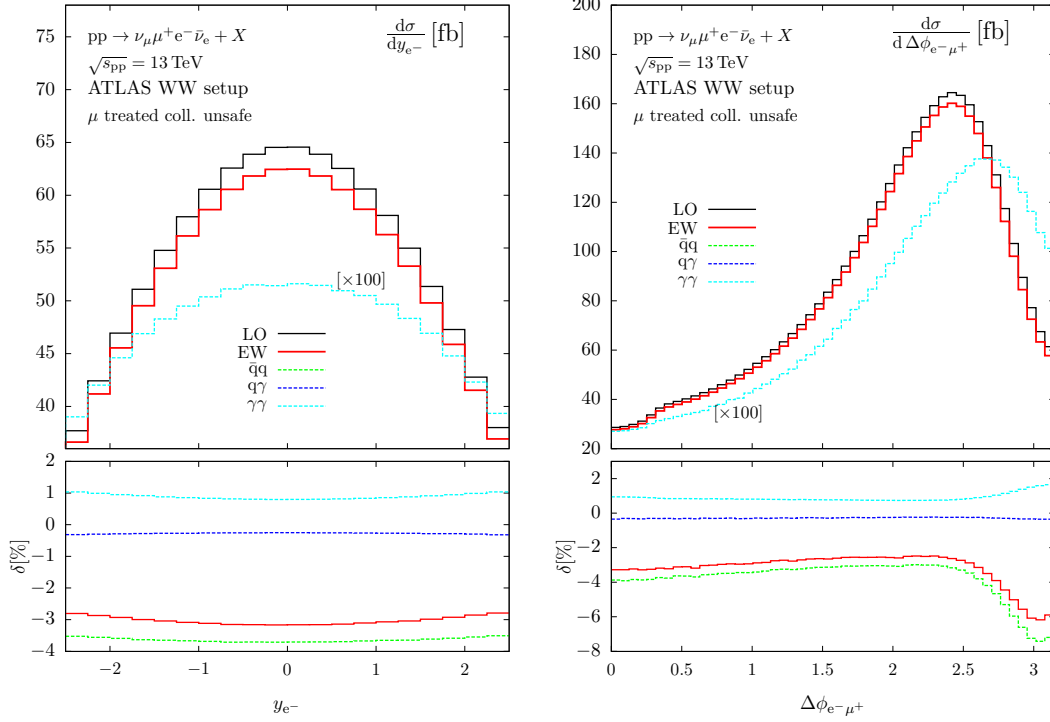 pp → ν_μ μ⁺ e⁻ ν̄_e + X
dσ/dy_e⁻ [fb]
√s_pp = 13 TeV
ATLAS WW setup
μ treated coll. unsafe
75
70
65
60
55
50
45
40
[×100]
LO
EW
q̄q
qγ
γγ
2
1
0
−1
−2
−3
−4
δ[%]
−2 −1 0 1 2
y_e⁻
pp → ν_μ μ⁺ e⁻ ν̄_e + X
dσ/d Δϕ_e⁻μ⁺ [fb]
√s_pp = 13 TeV
ATLAS WW setup
μ treated coll. unsafe
200
180
160
140
120
100
80
60
40
20
LO
EW
q̄q
qγ
γγ
[×100]
2
0
−2
−4
−6
−8
δ[%]
0 0.5 1 1.5 2 2.5 3
Δϕ_e⁻μ⁺